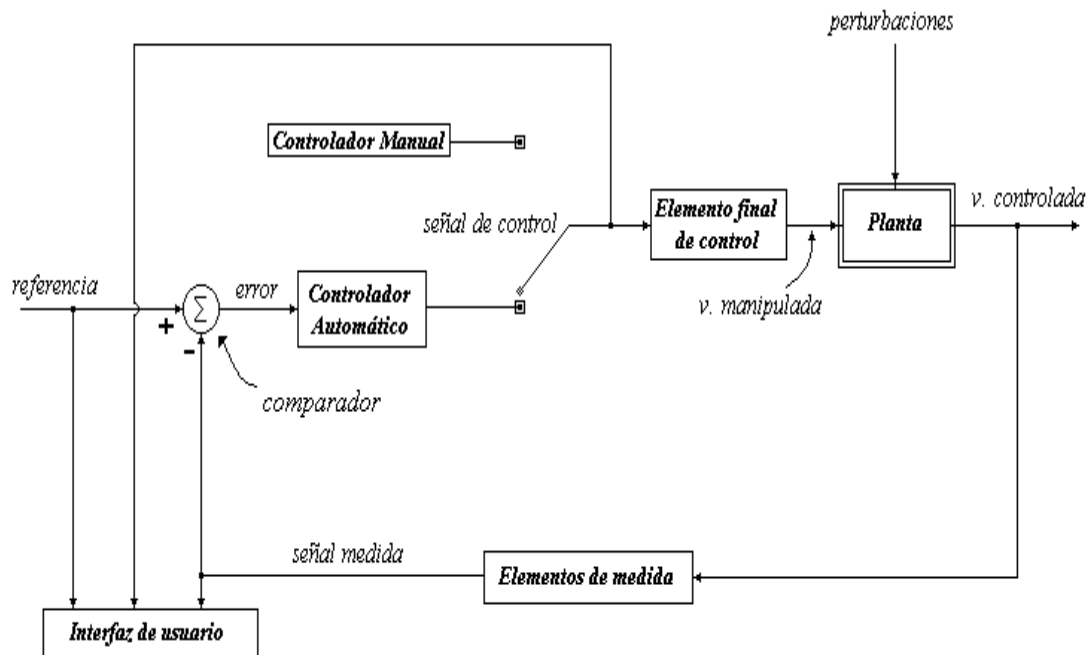 perturbaciones
Controlador Manual
señal de control
Elemento final
de control
Planta
v. controlada
referencia
error
Controlador
Automático
v. manipulada
+
Σ
-
comparador
señal medida
Elementos de medida
Interfaz de usuario